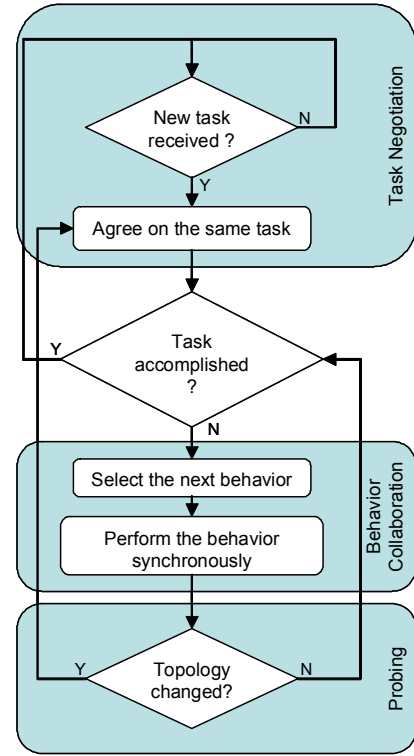 New task
received ?
N
Y
Task Negotiation
Agree on the same task
Task
accomplished
?
Y
N
Select the next behavior
Perform the behavior
synchronously
Behavior
Collaboration
Topology
changed?
Y
N
Probing